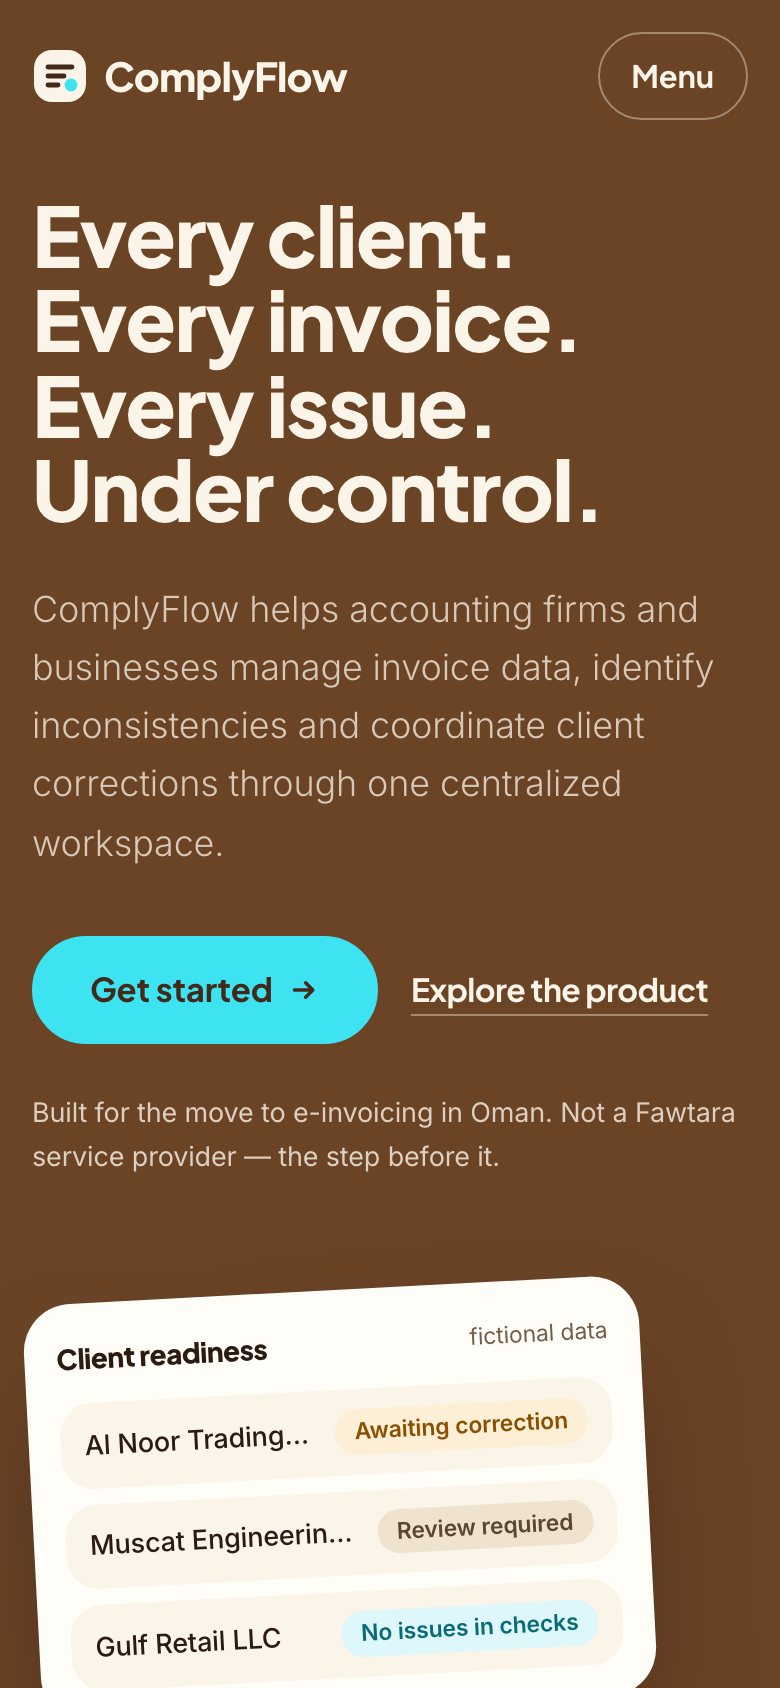 ComplyFlow
Menu
Every client.
Every invoice.
Every issue.
Under control.
ComplyFlow helps accounting firms and
businesses manage invoice data, identify
inconsistencies and coordinate client
corrections through one centralized
workspace.
Get started →
Explore the product
Built for the move to e-invoicing in Oman. Not a Fawtara
service provider — the step before it.
Client readiness
fictional data
Al Noor Trading...
Awaiting correction
Muscat Engineerin...
Review required
Gulf Retail LLC
No issues in checks